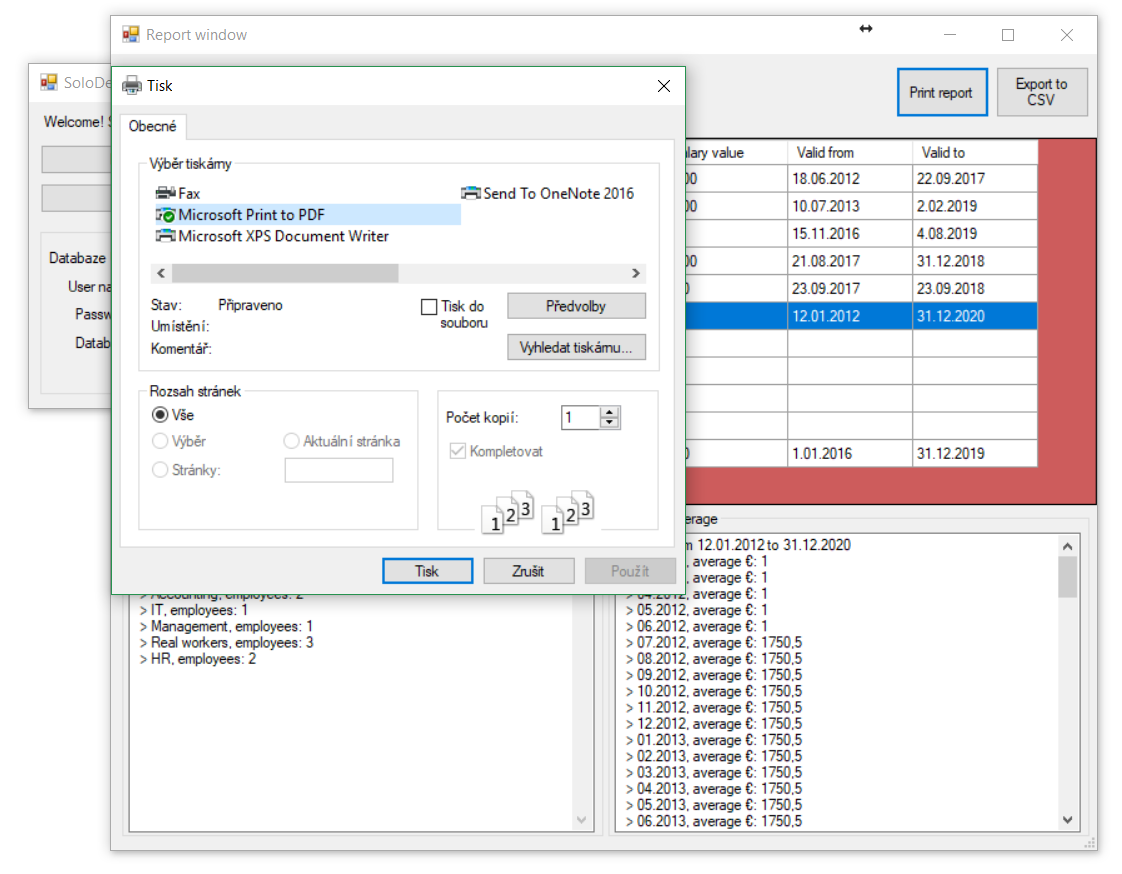 Report window
SoloDe
Welcome! S
Databaze
User na
Passw
Datab
Tisk
Obecné
Výběr tiskárny
Fax
Send To OneNote 2016
Microsoft Print to PDF
Microsoft XPS Document Writer
Stav: Připraveno
Umístění:
Komentář:
Tisk do
souboru
Předvolby
Vyhledat tiskárnu...
Rozsah stránek
Vše
Výběr
Aktuální stránka
Stránky:
Počet kopií: 1
Kompletovat
1 2 3 1 2 3
Tisk
Zrušit
Použít
Print report
Export to
CSV
lary value Valid from Valid to
00 18.06.2012 22.09.2017
00 10.07.2013 2.02.2019
15.11.2016 4.08.2019
00 21.08.2017 31.12.2018
0 23.09.2017 23.09.2018
12.01.2012 31.12.2020
0 1.01.2016 31.12.2019
> Accounting, employees: 2
> IT, employees: 1
> Management, employees: 1
> Real workers, employees: 3
> HR, employees: 2
erage
m 12.01.2012 to 31.12.2020
, average €: 1
, average €: 1
> 04.2012, average €: 1
> 05.2012, average €: 1
> 06.2012, average €: 1
> 07.2012, average €: 1750,5
> 08.2012, average €: 1750,5
> 09.2012, average €: 1750,5
> 10.2012, average €: 1750,5
> 11.2012, average €: 1750,5
> 12.2012, average €: 1750,5
> 01.2013, average €: 1750,5
> 02.2013, average €: 1750,5
> 03.2013, average €: 1750,5
> 04.2013, average €: 1750,5
> 05.2013, average €: 1750,5
> 06.2013, average €: 1750,5